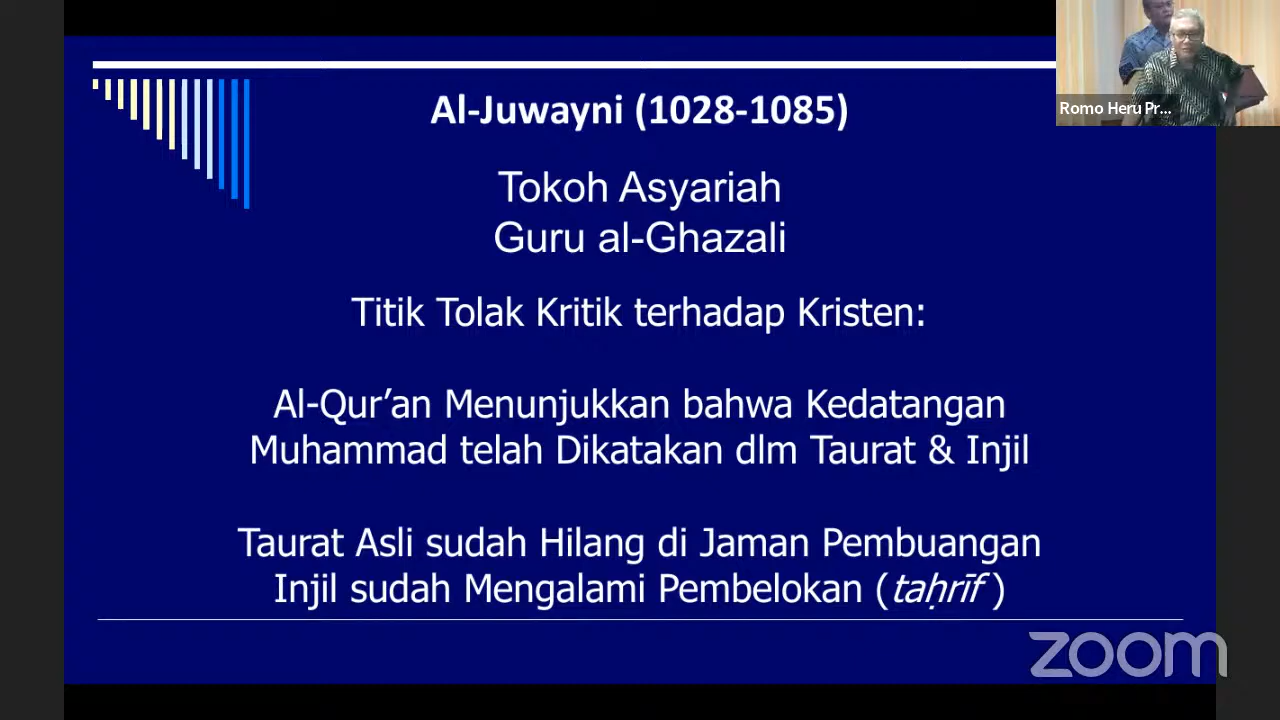 Al-Juwayni (1028-1085)
Tokoh Asyariah
Guru al-Ghazali
Titik Tolak Kritik terhadap Kristen:
Al-Qur’an Menunjukkan bahwa Kedatangan
Muhammad telah Dikatakan dlm Taurat & Injil
Taurat Asli sudah Hilang di Jaman Pembuangan
Injil sudah Mengalami Pembelokan (taḥrīf )
Romo Heru Pr...
zoom